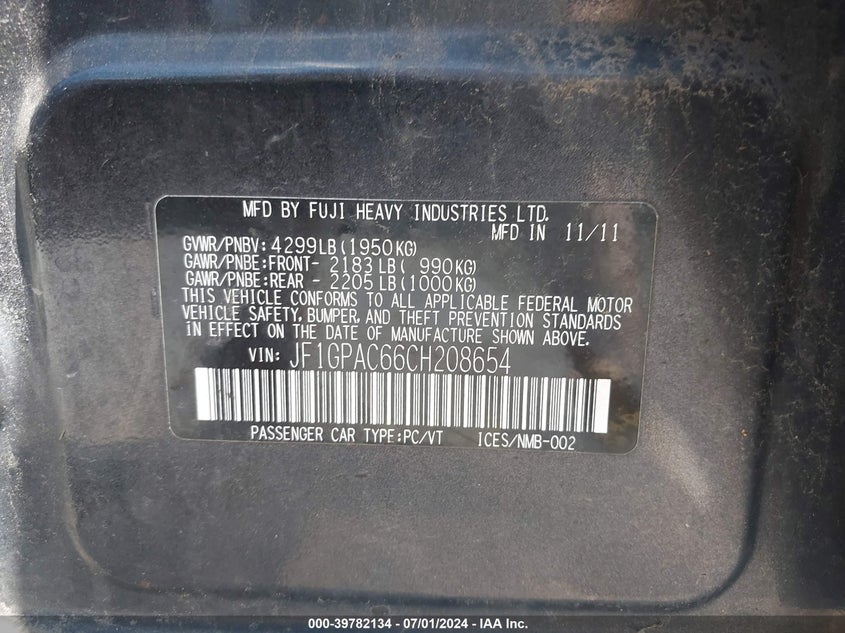 MFD BY FUJI HEAVY INDUSTRIES LTD.
MFD IN 11/11
GVWR/PNBV: 4299LB(1950KG)
GAWR/PNBE:FRONT- 2183LB( 990KG)
GAWR/PNBE:REAR - 2205LB(1000KG)
THIS VEHICLE CONFORMS TO ALL APPLICABLE FEDERAL MOTOR
VEHICLE SAFETY, BUMPER, AND THEFT PREVENTION STANDARDS
IN EFFECT ON THE DATE OF MANUFACTURE SHOWN ABOVE.
VIN: JF1GPAC66CH208654
PASSENGER CAR TYPE:PC/VT ICES/NMB-002
000-39782134 - 07/01/2024 - IAA Inc.